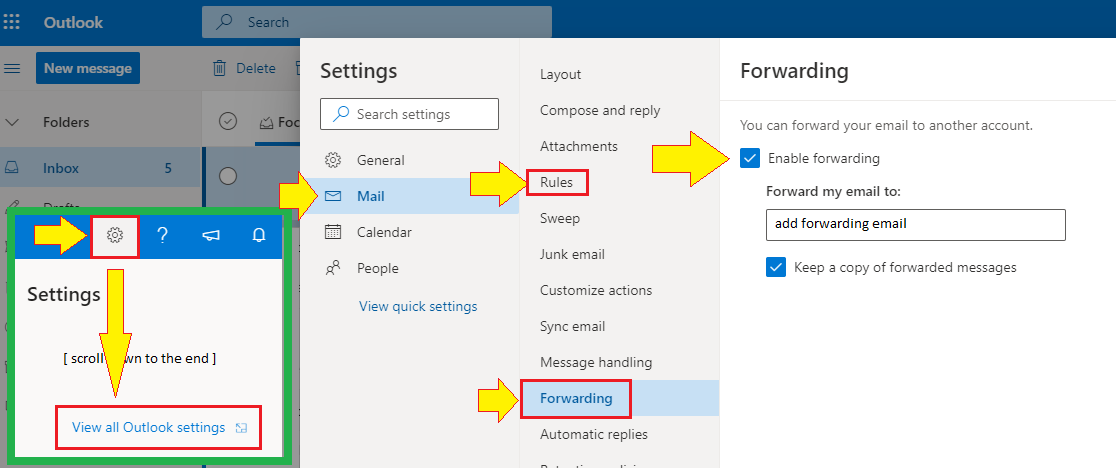 Outlook
Search
New message
Delete
Folders
Foc
Inbox 5
Drafts
?
Settings
[ scroll down to the end ]
View all Outlook settings
Settings
Search settings
General
Mail
Calendar
People
View quick settings
Layout
Compose and reply
Attachments
Rules
Sweep
Junk email
Customize actions
Sync email
Message handling
Forwarding
Automatic replies
Forwarding
You can forward your email to another account.
Enable forwarding
Forward my email to:
add forwarding email
Keep a copy of forwarded messages